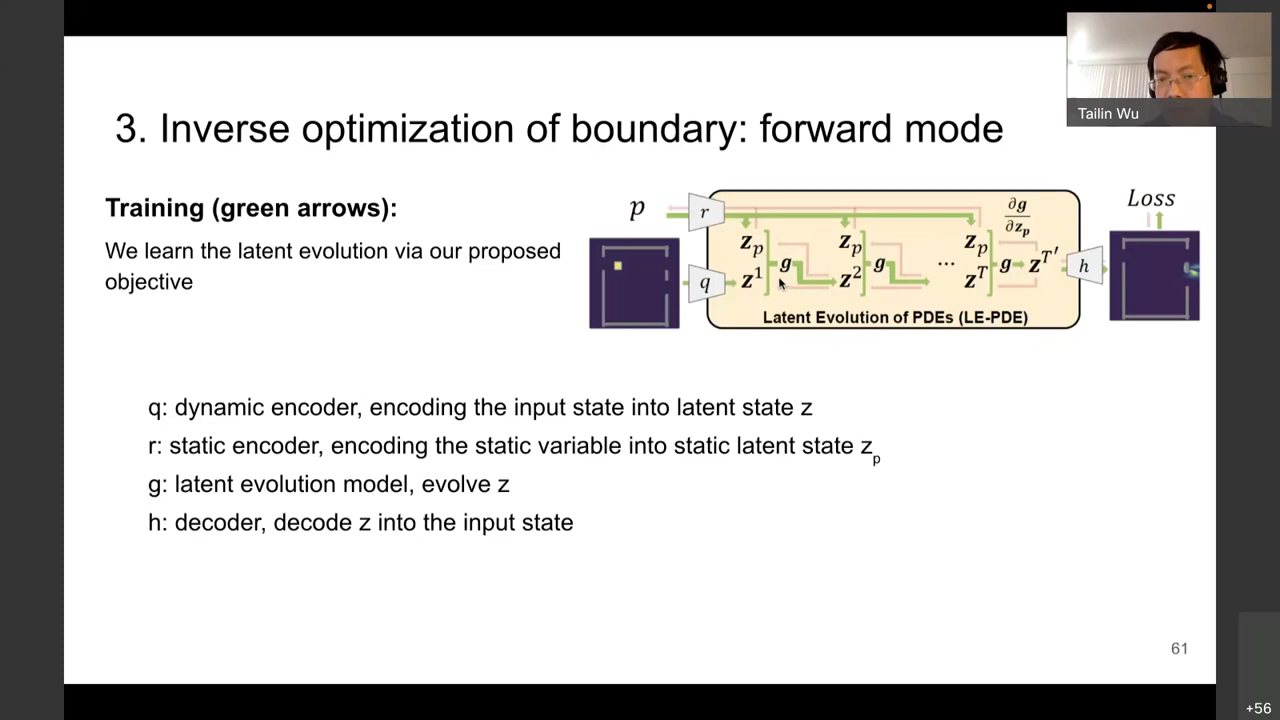 Tailin Wu
3. Inverse optimization of boundary: forward mode
Training (green arrows):
We learn the latent evolution via our proposed
objective
p
r
∂g
∂z_p
Loss
z_p
z_p
z_p
g
g
...
g
z^T'
h
q
z^1
z^2
z^T
Latent Evolution of PDEs (LE-PDE)
q: dynamic encoder, encoding the input state into latent state z
r: static encoder, encoding the static variable into static latent state z_p
g: latent evolution model, evolve z
h: decoder, decode z into the input state
61
+56